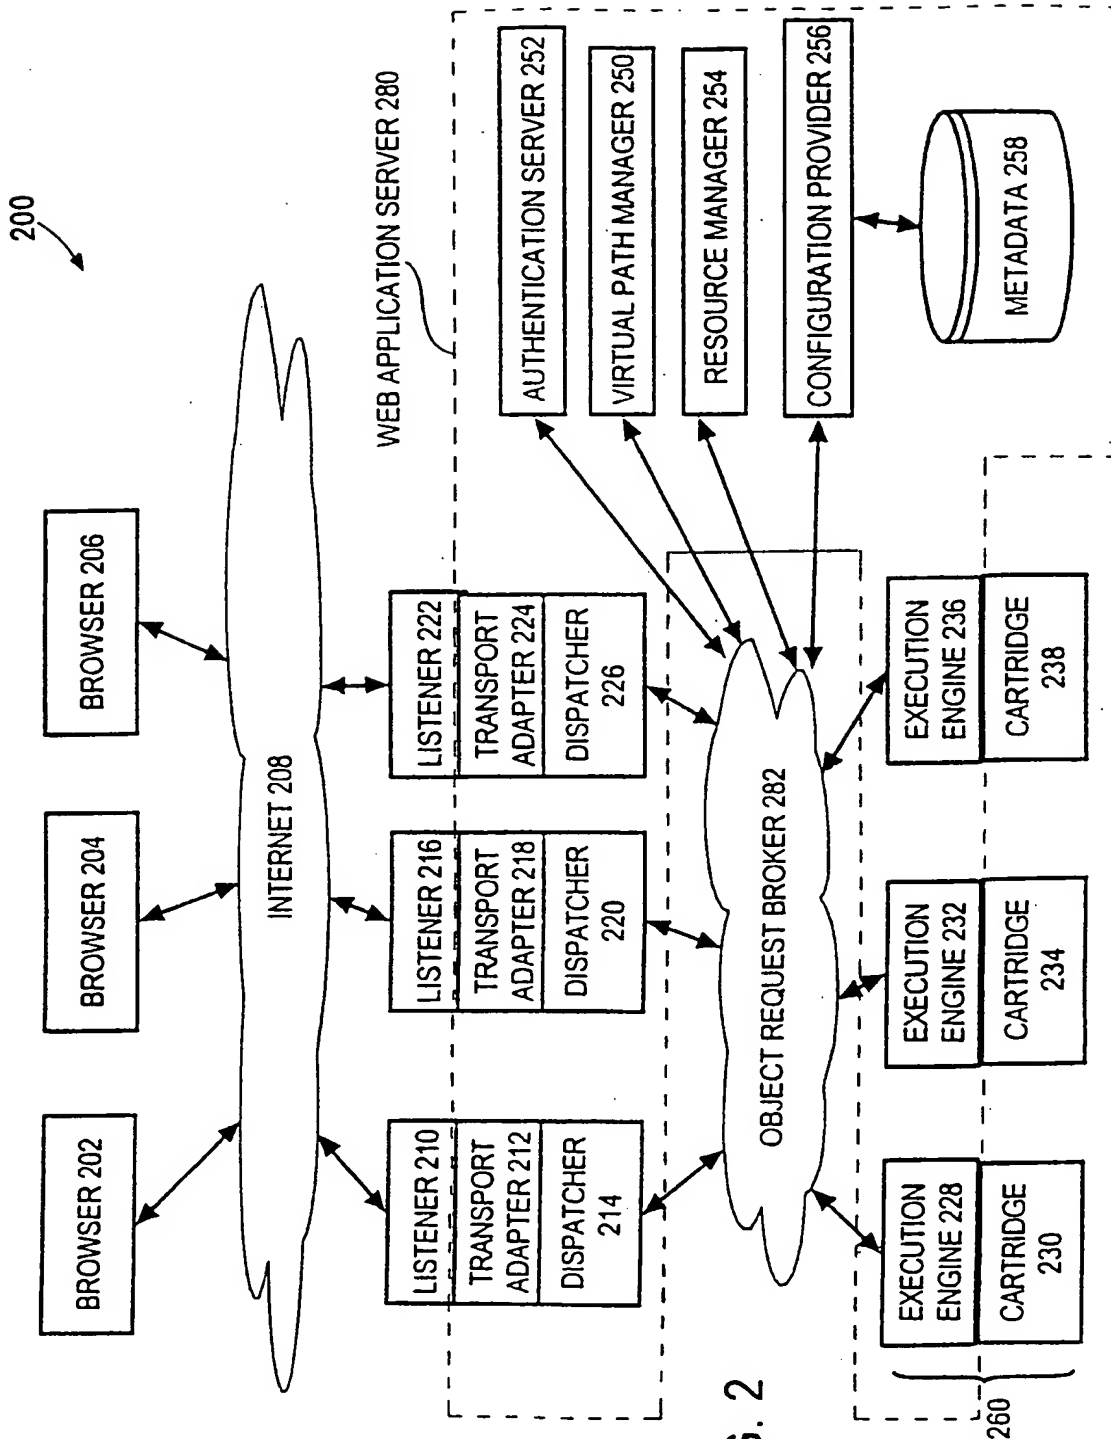 200
BROWSER 202
BROWSER 204
BROWSER 206
INTERNET 208
WEB APPLICATION SERVER 280
LISTENER 210
TRANSPORT
ADAPTER 212
DISPATCHER
214
LISTENER 216
TRANSPORT
ADAPTER 218
DISPATCHER
220
LISTENER 222
TRANSPORT
ADAPTER 224
DISPATCHER
226
AUTHENTICATION SERVER 252
VIRTUAL PATH MANAGER 250
RESOURCE MANAGER 254
CONFIGURATION PROVIDER 256
METADATA 258
OBJECT REQUEST BROKER 282
EXECUTION
ENGINE 228
CARTRIDGE
230
EXECUTION
ENGINE 232
CARTRIDGE
234
EXECUTION
ENGINE 236
CARTRIDGE
238
260
G. 2